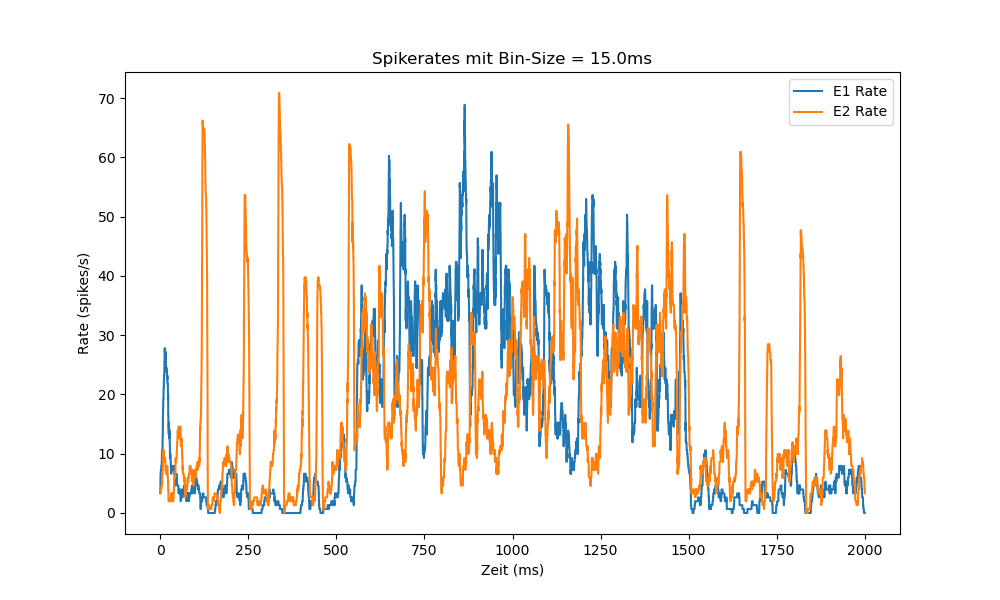 Spikerates mit Bin-Size = 15.0ms
E1 Rate
E2 Rate
Rate (spikes/s)
70
60
50
40
30
20
10
0
0 250 500 750 1000 1250 1500 1750 2000
Zeit (ms)